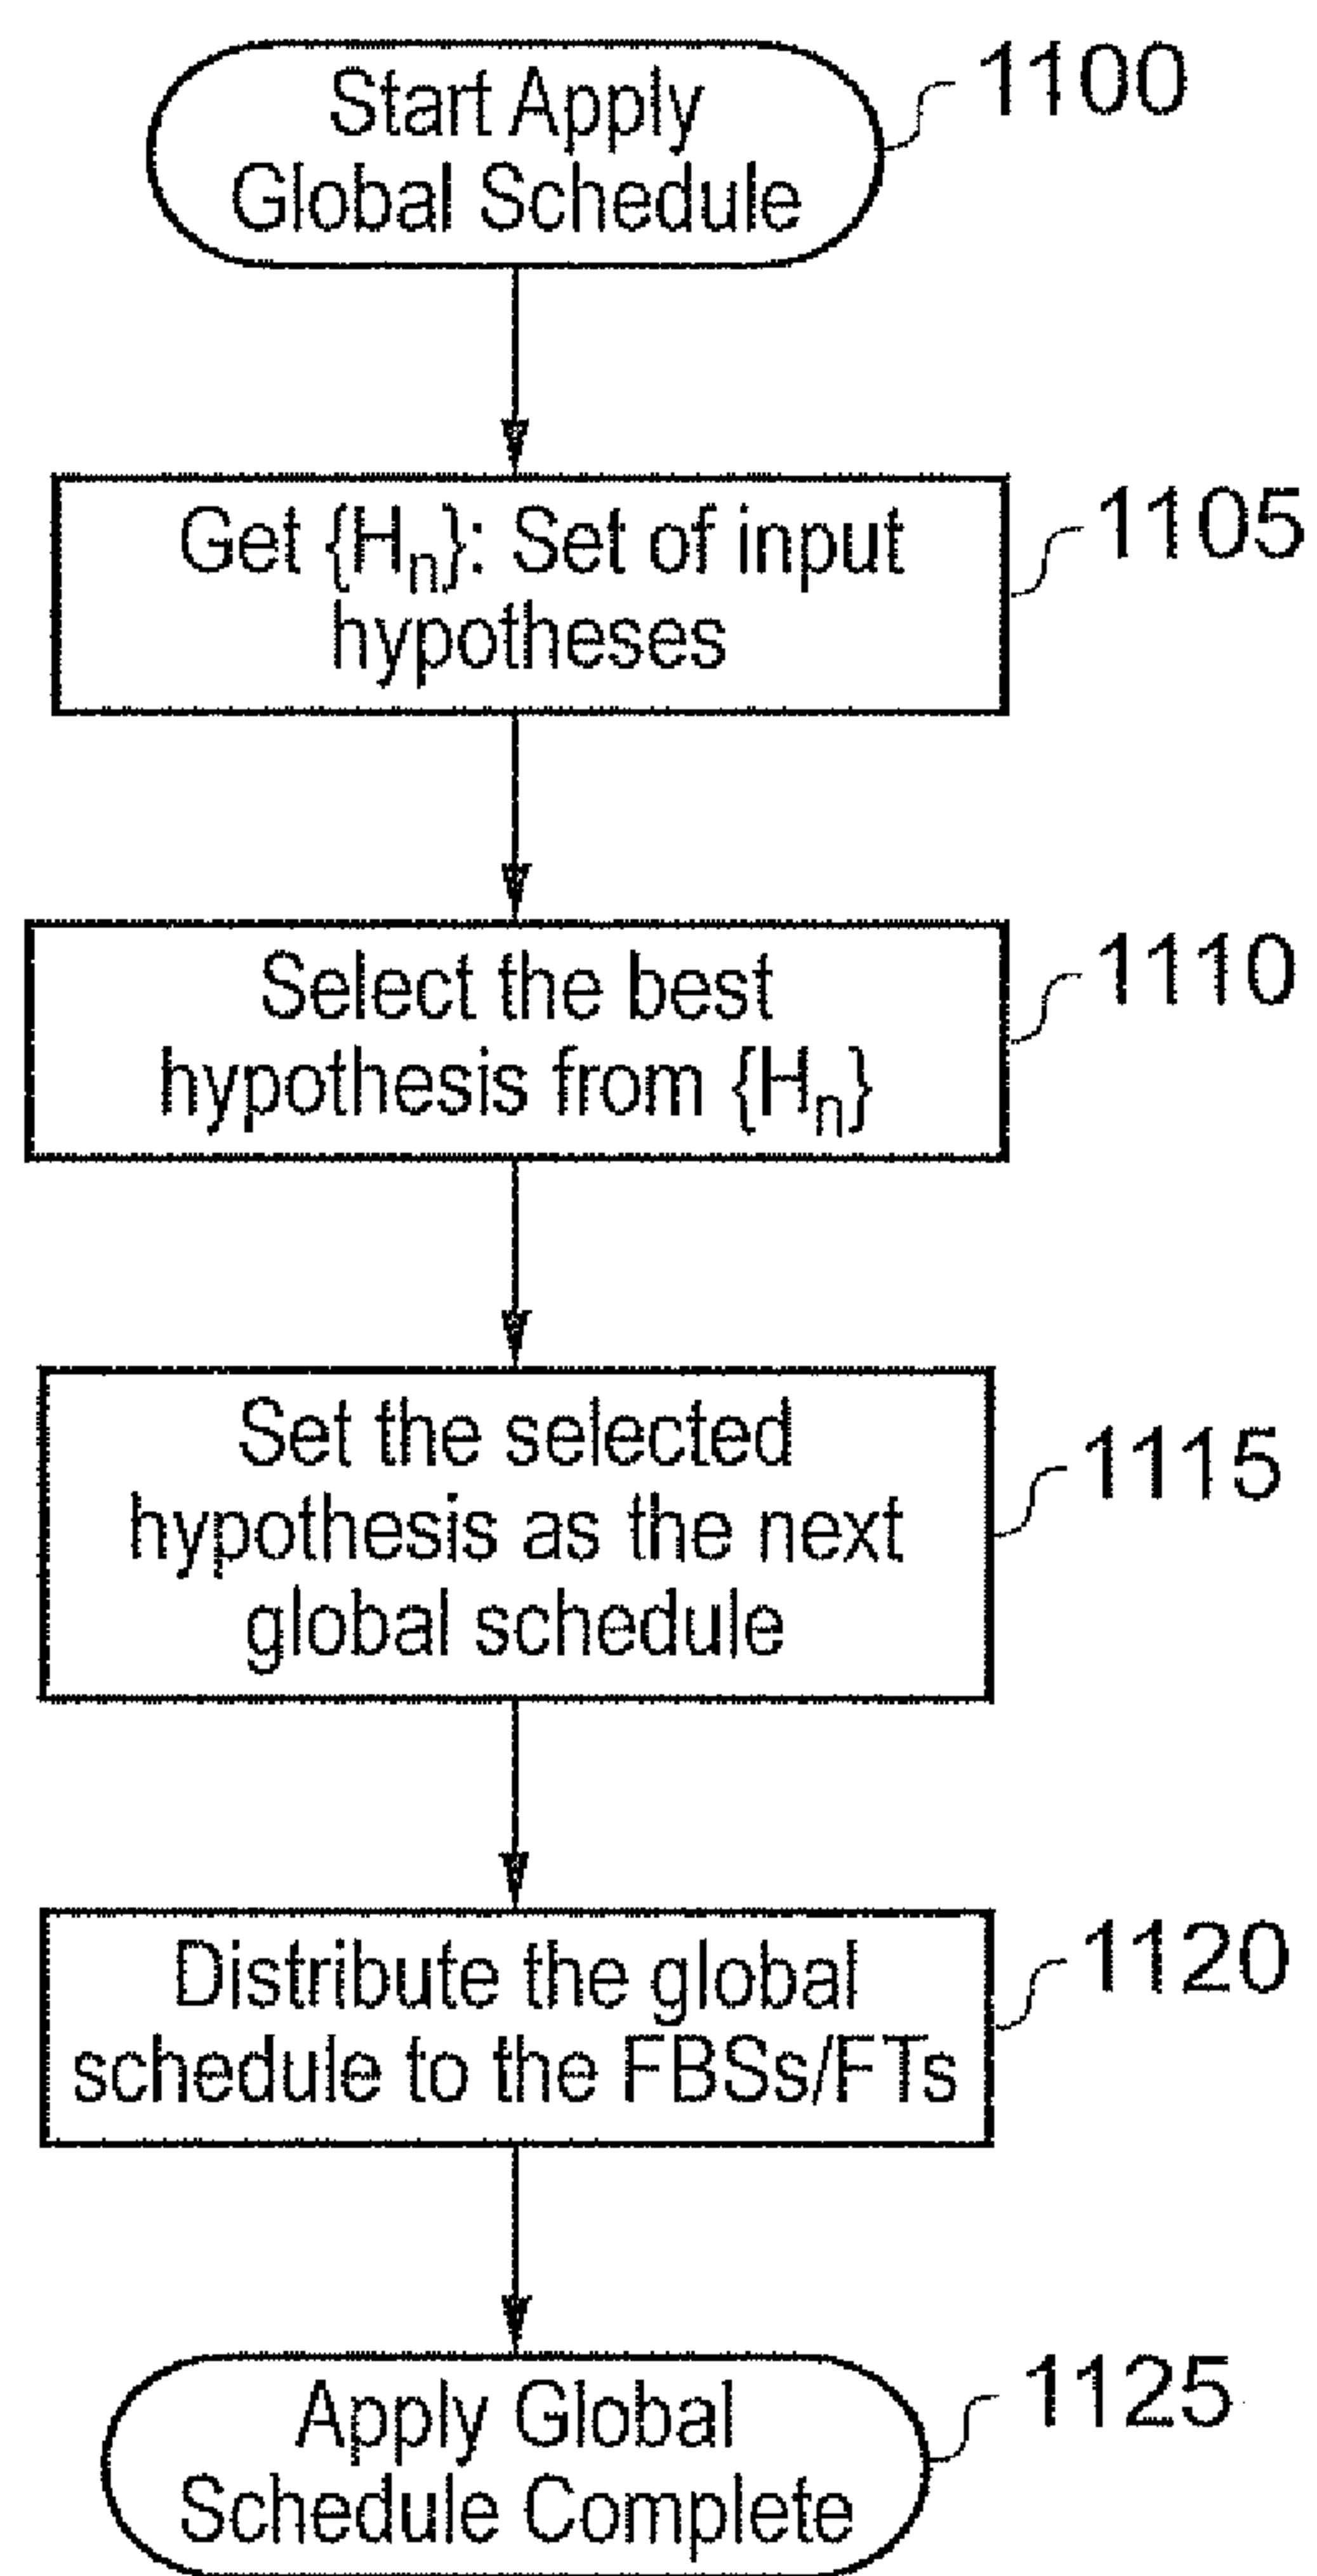 Start Apply
Global Schedule
1100
Get {Hn}: Set of input
hypotheses
1105
Select the best
hypothesis from {Hn}
1110
Set the selected
hypothesis as the next
global schedule
1115
Distribute the global
schedule to the FBSs/FTs
1120
Apply Global
Schedule Complete
1125